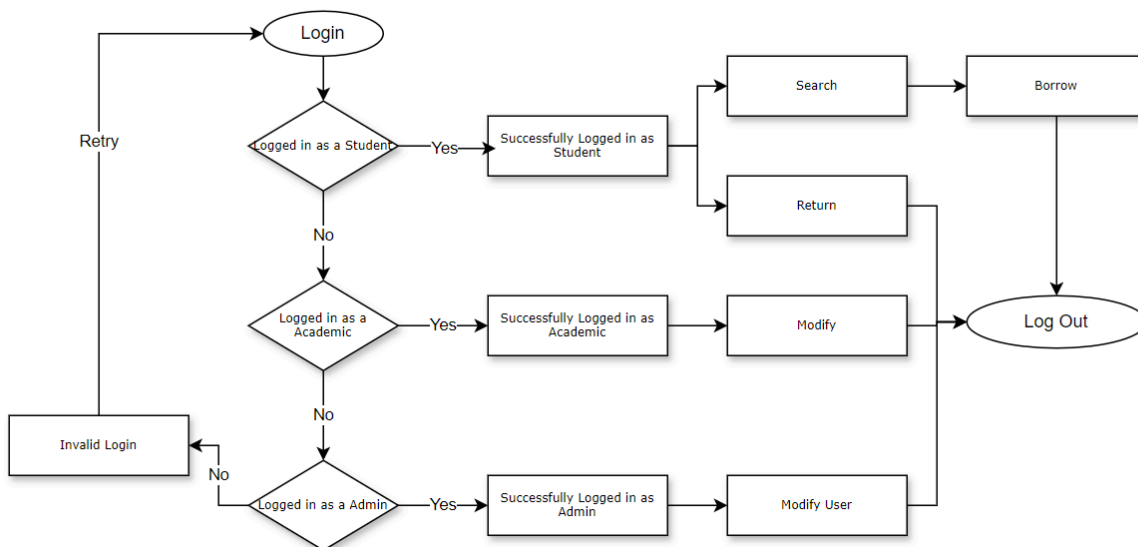 Login
Search
Borrow
Retry
Logged in as a Student
Yes
Successfully Logged in as
Student
Return
No
Logged in as a
Academic
Yes
Successfully Logged in as
Academic
Modify
Log Out
No
Invalid Login
No
Logged in as a Admin
Yes
Successfully Logged in as
Admin
Modify User